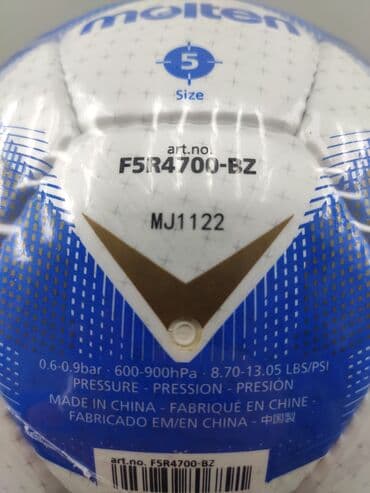 molten
5
Size
art.no.
F5R4700-BZ
MJ1122
0.6-0.9bar - 600-900hPa - 8.70-13.05 LBS/PSI
PRESSURE - PRESSION - PRESIÓN
MADE IN CHINA - FABRIQUÉ EN CHINE -
FABRICADO EM/EN CHINA - 中国製
art.no. F5R4700-BZ